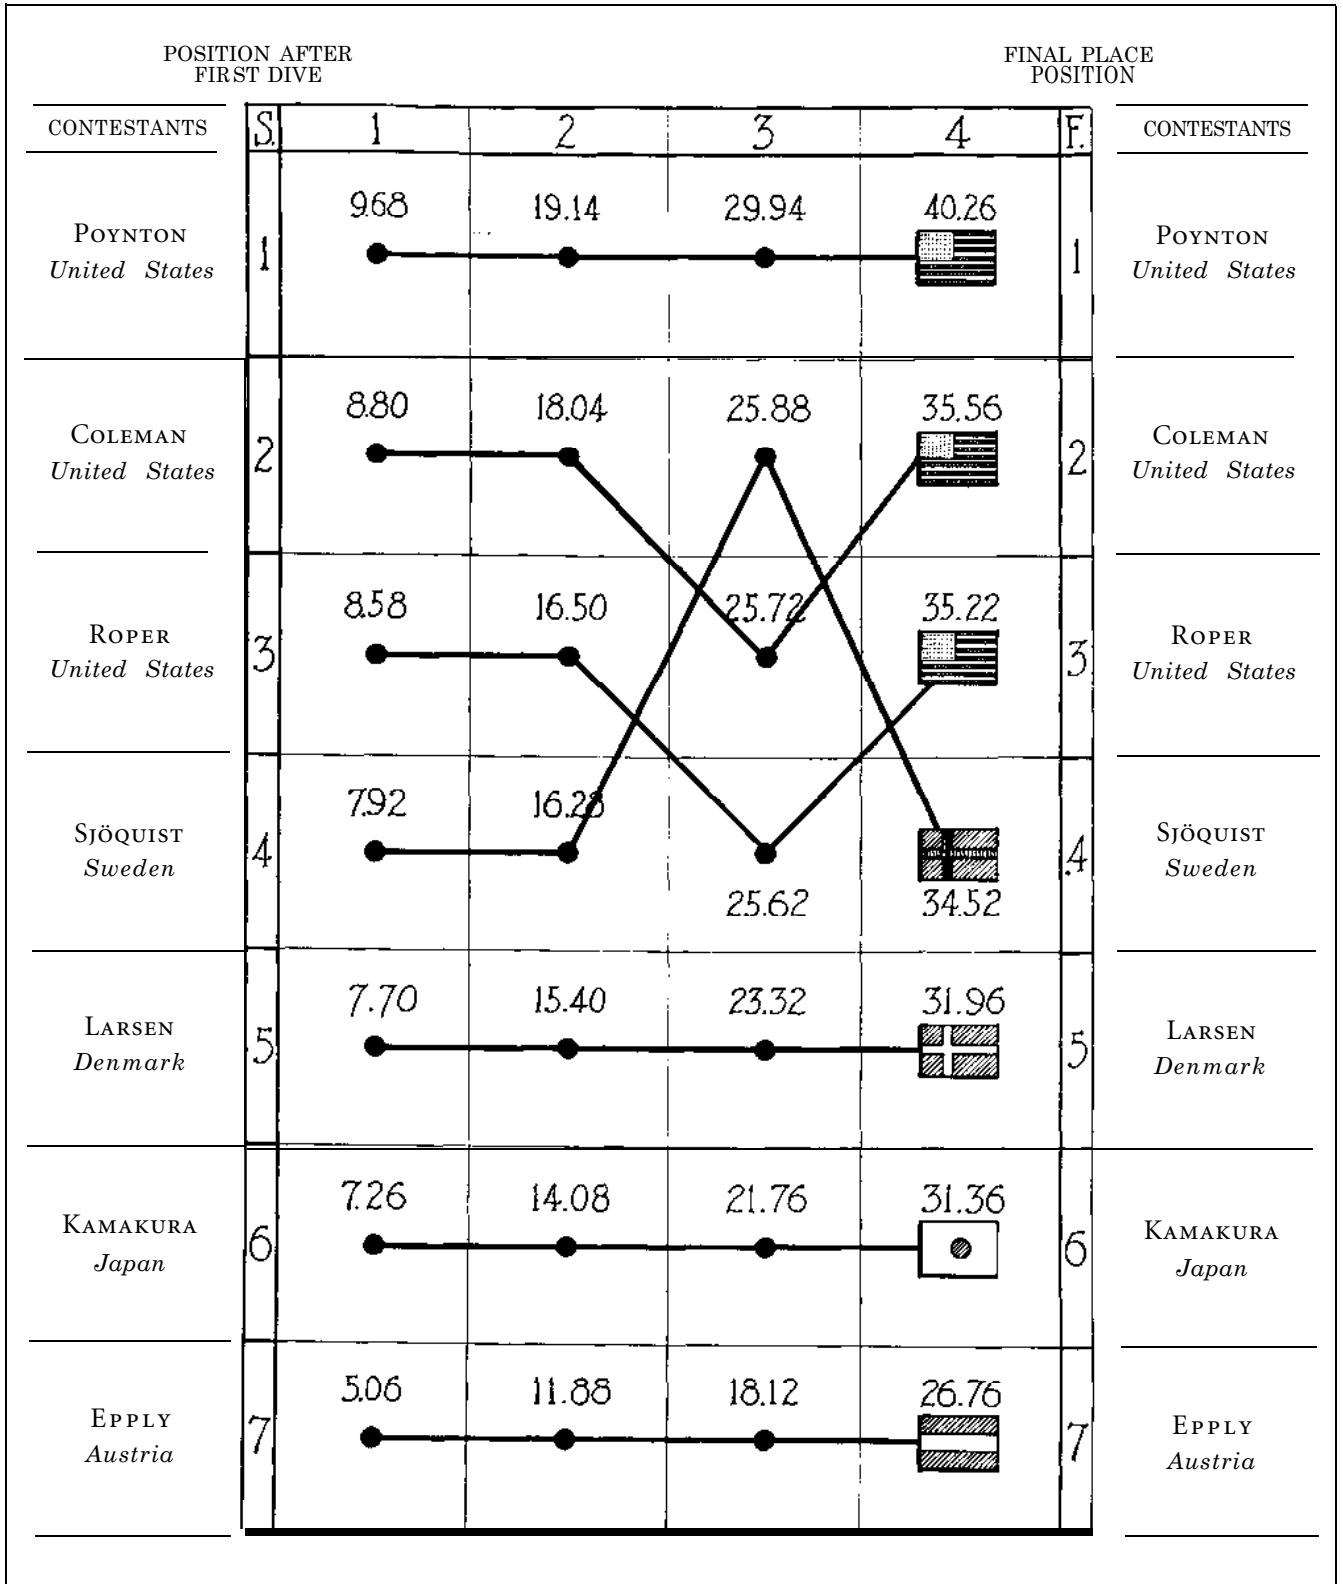 POSITION AFTER
FIRST DIVE
FINAL PLACE
POSITION
CONTESTANTS S. 1 2 3 4 F. CONTESTANTS
9.68 19.14 29.94 40.26
POYNTON
United States
1
1
POYNTON
United States
8.80 18.04 25.88 35.56
COLEMAN
United States
2
2
COLEMAN
United States
8.58 16.50 25.72 35.22
ROPER
United States
3
3
ROPER
United States
7.92 16.28
SJÖQUIST
Sweden
4
4
SJÖQUIST
Sweden
25.62 34.52
7.70 15.40 23.32 31.96
LARSEN
Denmark
5
5
LARSEN
Denmark
7.26 14.08 21.76 31.36
KAMAKURA
Japan
6
6
KAMAKURA
Japan
5.06 11.88 18.12 26.76
EPPLY
Austria
7
7
EPPLY
Austria